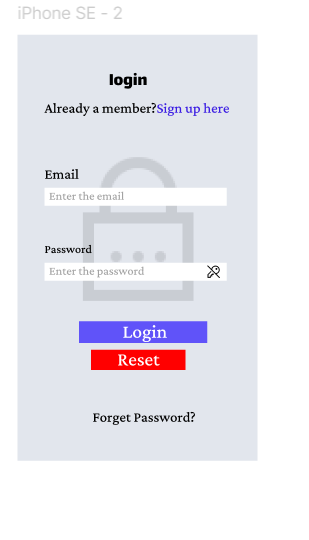 iPhone SE - 2
login
Already a member?Sign up here
Email
Enter the email
Password
Enter the password
Login
Reset
Forget Password?